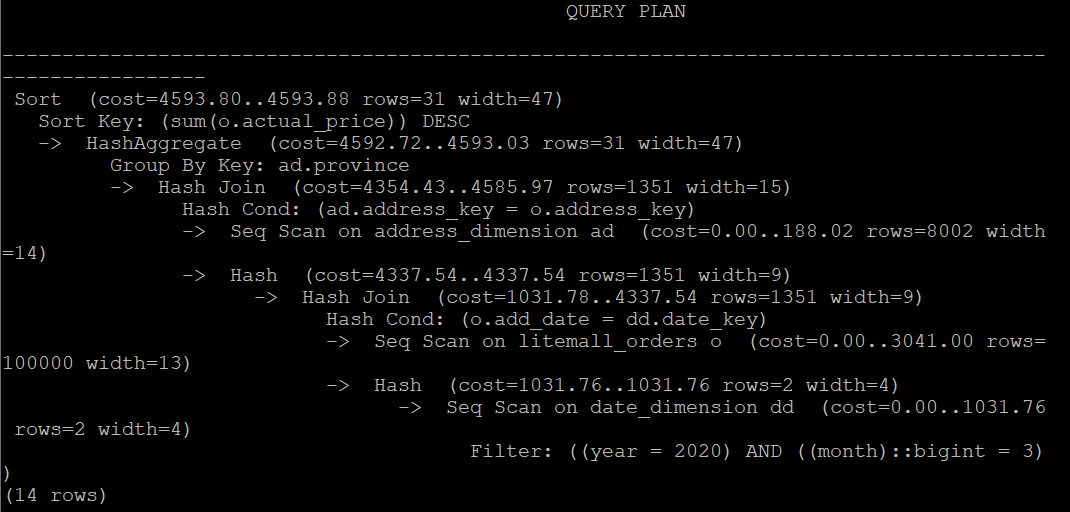 QUERY PLAN
---------------------------------------------------------------------------------------
-----------------
Sort  (cost=4593.80..4593.88 rows=31 width=47)
Sort Key: (sum(o.actual_price)) DESC
->  HashAggregate  (cost=4592.72..4593.03 rows=31 width=47)
Group By Key: ad.province
->  Hash Join  (cost=4354.43..4585.97 rows=1351 width=15)
Hash Cond: (ad.address_key = o.address_key)
->  Seq Scan on address_dimension ad  (cost=0.00..188.02 rows=8002 width
=14)
->  Hash  (cost=4337.54..4337.54 rows=1351 width=9)
->  Hash Join  (cost=1031.78..4337.54 rows=1351 width=9)
Hash Cond: (o.add_date = dd.date_key)
->  Seq Scan on litemall_orders o  (cost=0.00..3041.00 rows=
100000 width=13)
->  Hash  (cost=1031.76..1031.76 rows=2 width=4)
->  Seq Scan on date_dimension dd  (cost=0.00..1031.76
rows=2 width=4)
Filter: ((year = 2020) AND ((month)::bigint = 3)
)
(14 rows)